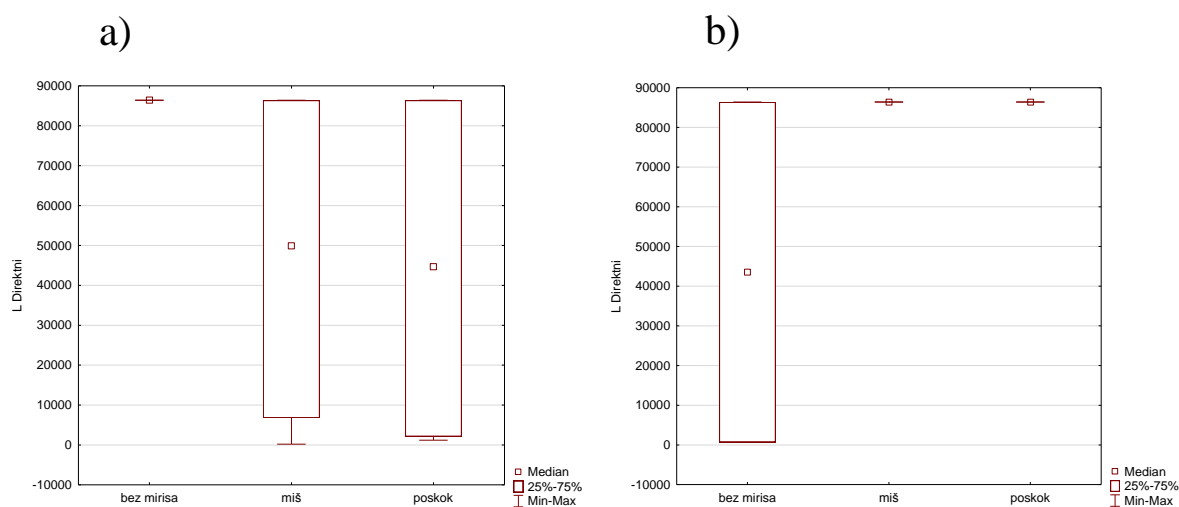 a)
90000
80000
70000
60000
50000
40000
30000
20000
10000
0
-10000
L Direktni
bez mirisa
miš
poskok
Median
25%-75%
Min-Max
b)
90000
80000
70000
60000
50000
40000
30000
20000
10000
0
-10000
L Direktni
bez mirisa
miš
poskok
Median
25%-75%
Min-Max